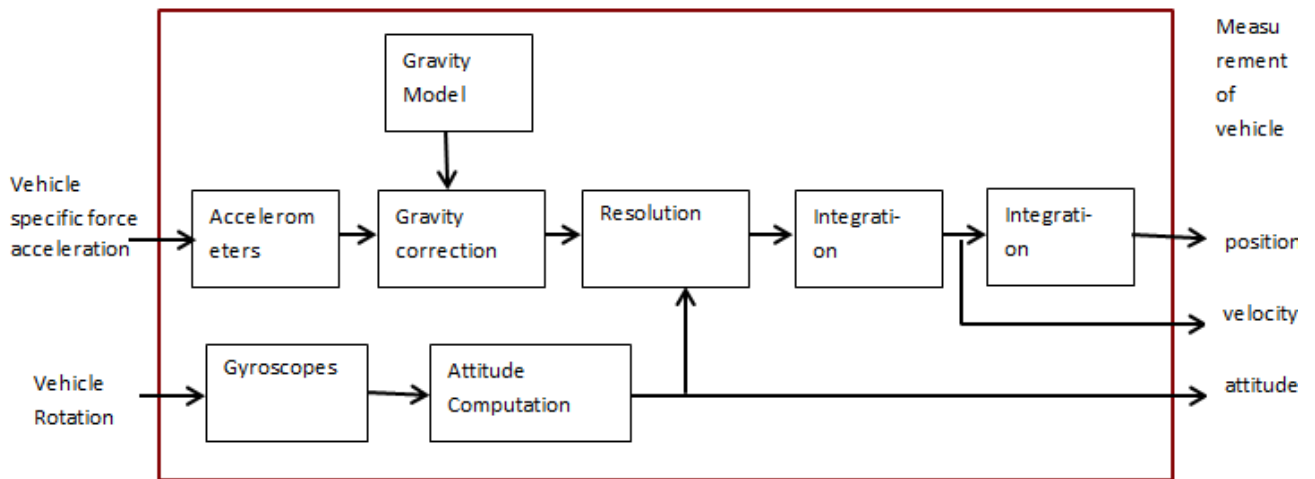 Measu
rement
of
vehicle
Gravity
Model
Vehicle
specific force
acceleration
Accelerom
eters
Gravity
correction
Resolution
Integrati-
on
Integrati-
on
position
velocity
Vehicle
Rotation
Gyroscopes
Attitude
Computation
attitude